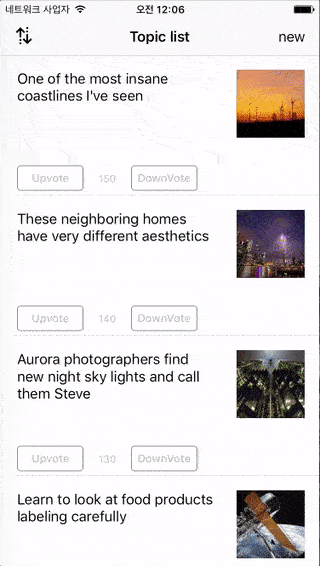 네트워크 사업자 오전 12:06
Topic list new
One of the most insane
coastlines I've seen
Upvote 150 DownVote
These neighboring homes
have very different aesthetics
Upvote 140 DownVote
Aurora photographers find
new night sky lights and call
them Steve
Upvote 130 DownVote
Learn to look at food products
labeling carefully